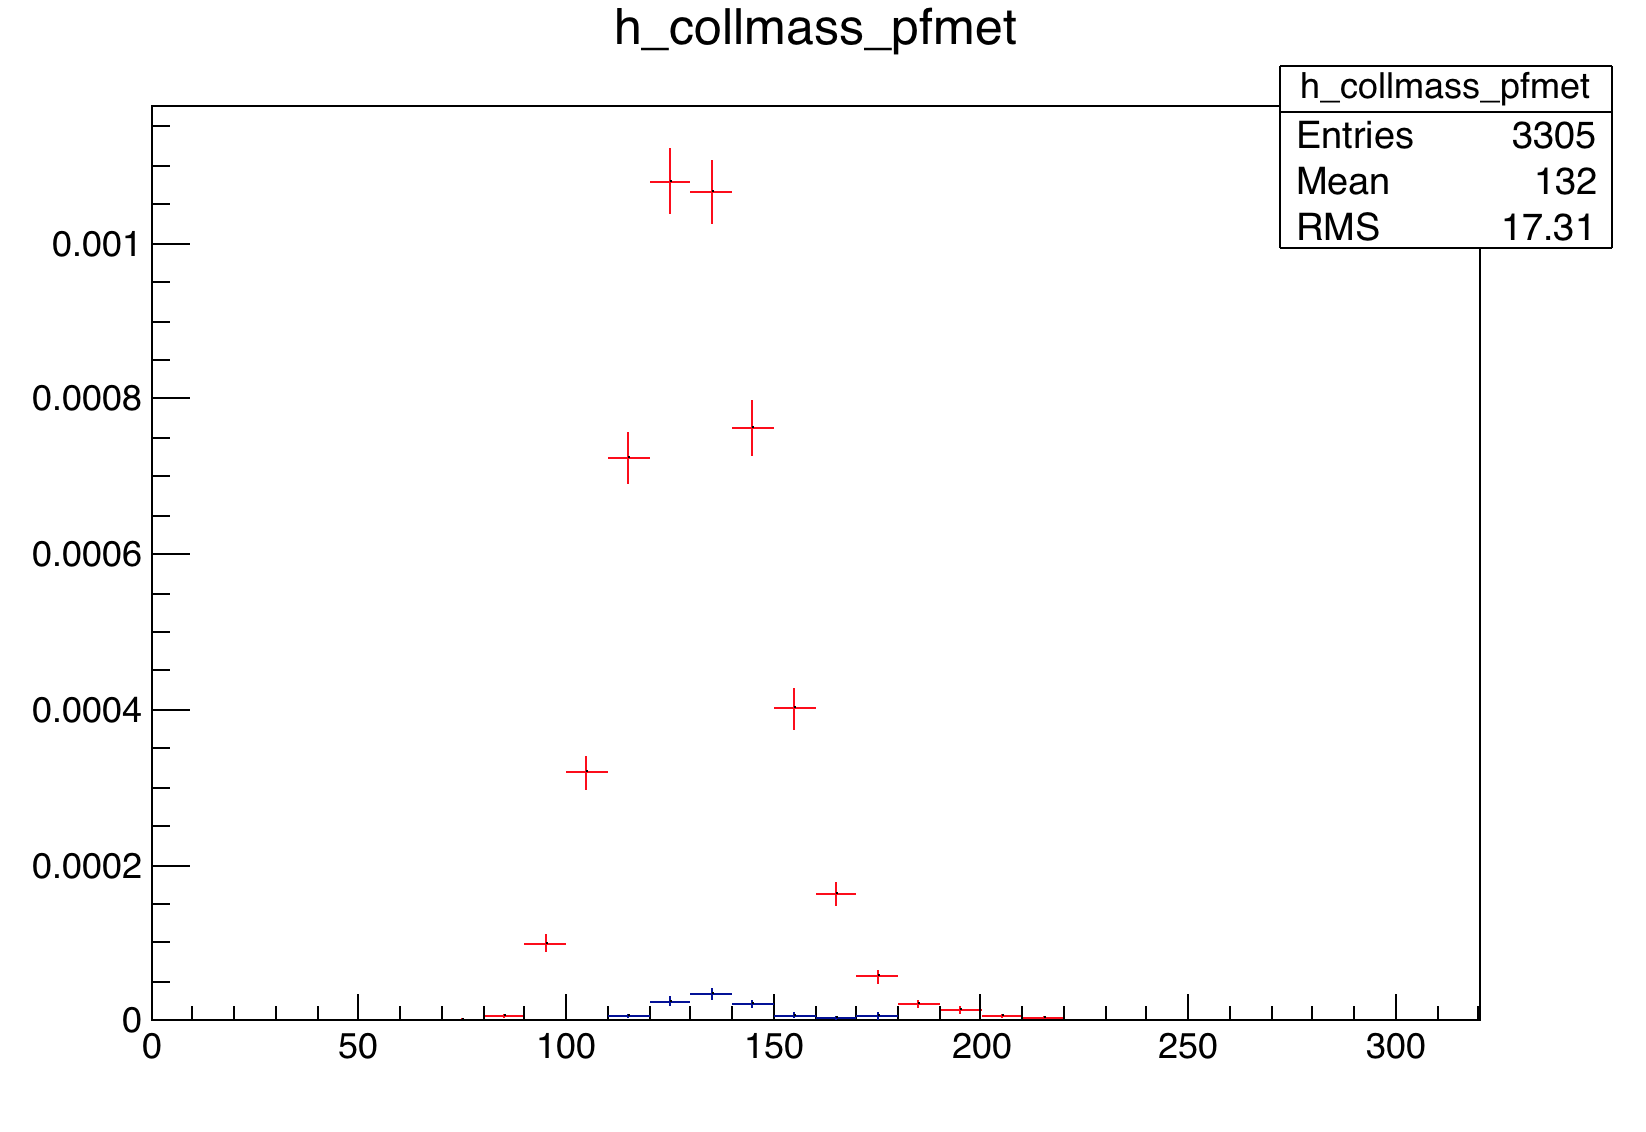 h_collmass_pfmet
h_collmass_pfmet
Entries 3305
Mean 132
RMS 17.31
0.001
0.0008
0.0006
0.0004
0.0002
0
0 50 100 150 200 250 300